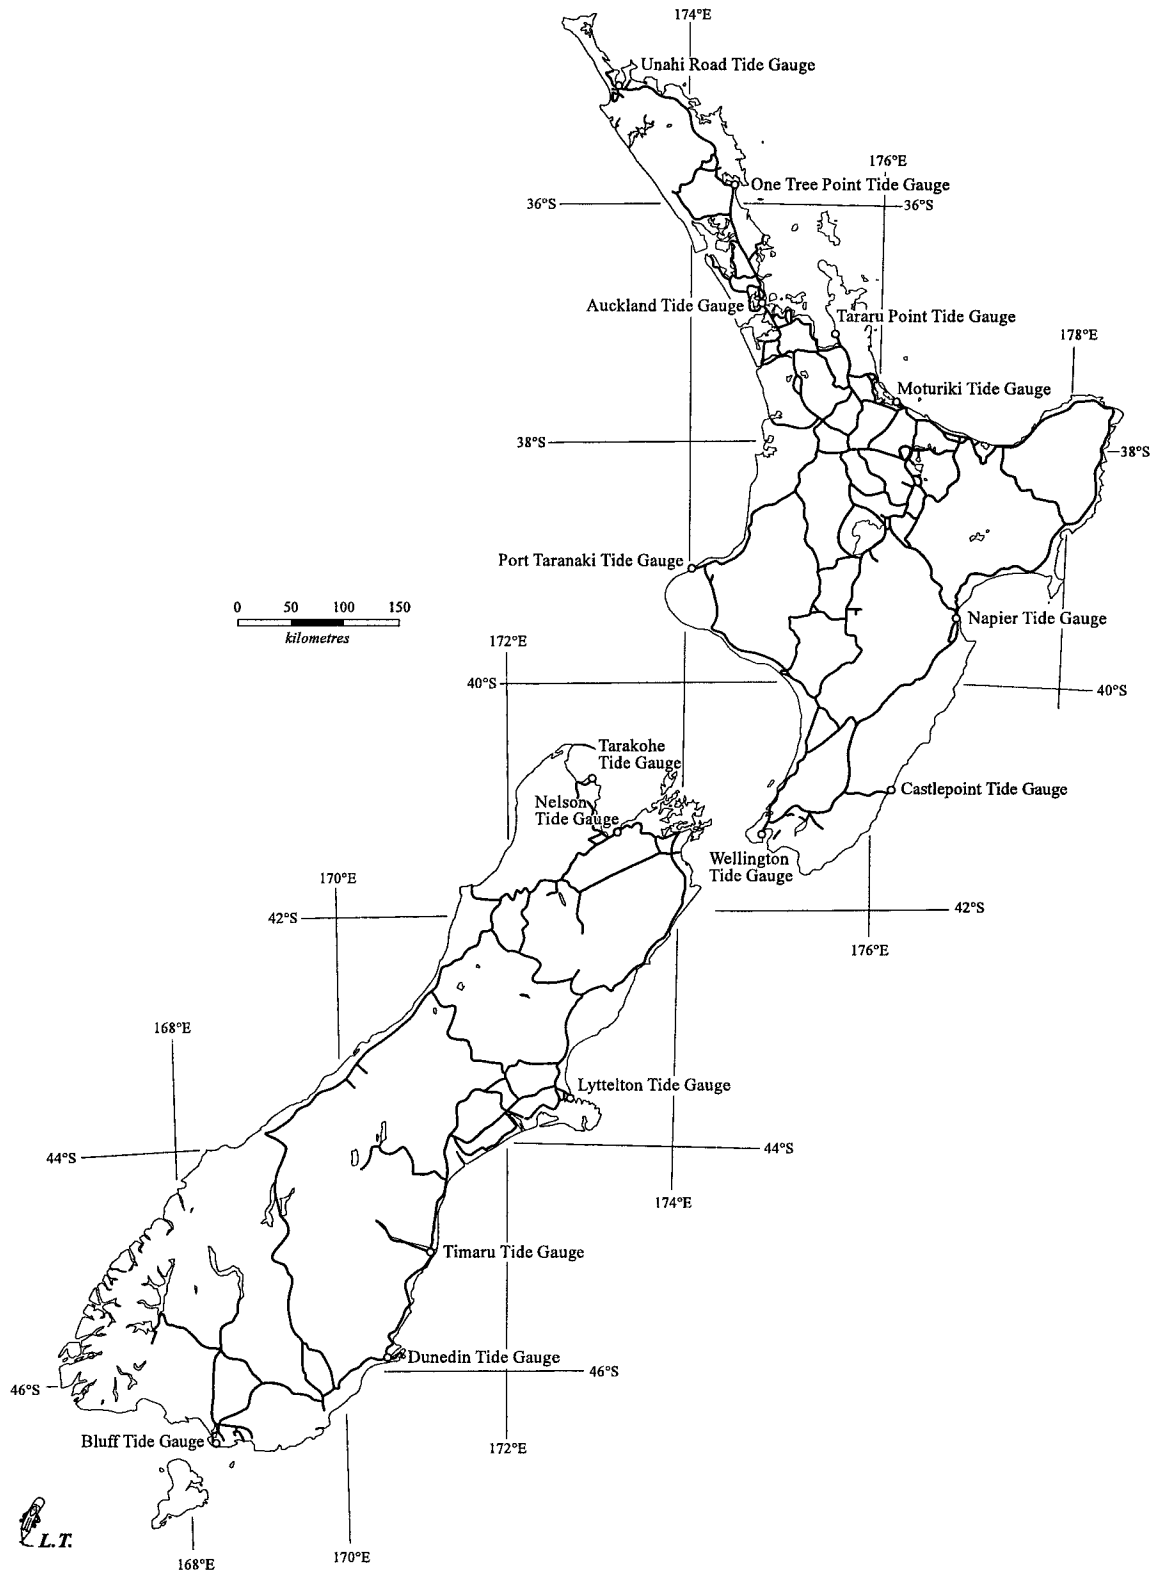 174°E
Unahi Road Tide Gauge
176°E
One Tree Point Tide Gauge
36°S
36°S
Auckland Tide Gauge
Tararu Point Tide Gauge
178°E
Moturiki Tide Gauge
38°S
38°S
Port Taranaki Tide Gauge
0 50 100 150
kilometres
Napier Tide Gauge
172°E
40°S
40°S
Tarakohe
Tide Gauge
Nelson
Tide Gauge
Castlepoint Tide Gauge
Wellington
Tide Gauge
170°E
42°S
42°S
176°E
168°E
Lyttelton Tide Gauge
44°S
44°S
174°E
Timaru Tide Gauge
Dunedin Tide Gauge
46°S
46°S
Bluff Tide Gauge
172°E
L.T.
168°E
170°E